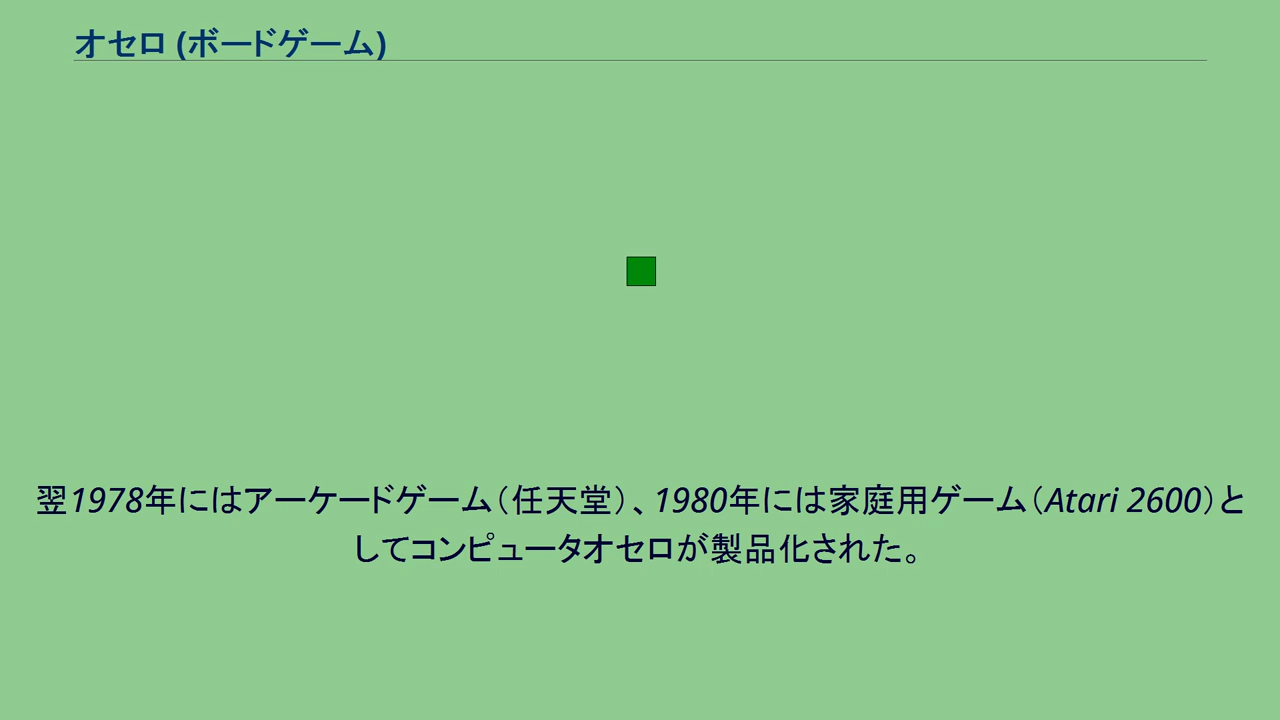 オセロ (ボードゲーム)
翌1978年にはアーケードゲーム（任天堂）、1980年には家庭用ゲーム（Atari 2600）と
してコンピュータオセロが製品化された。